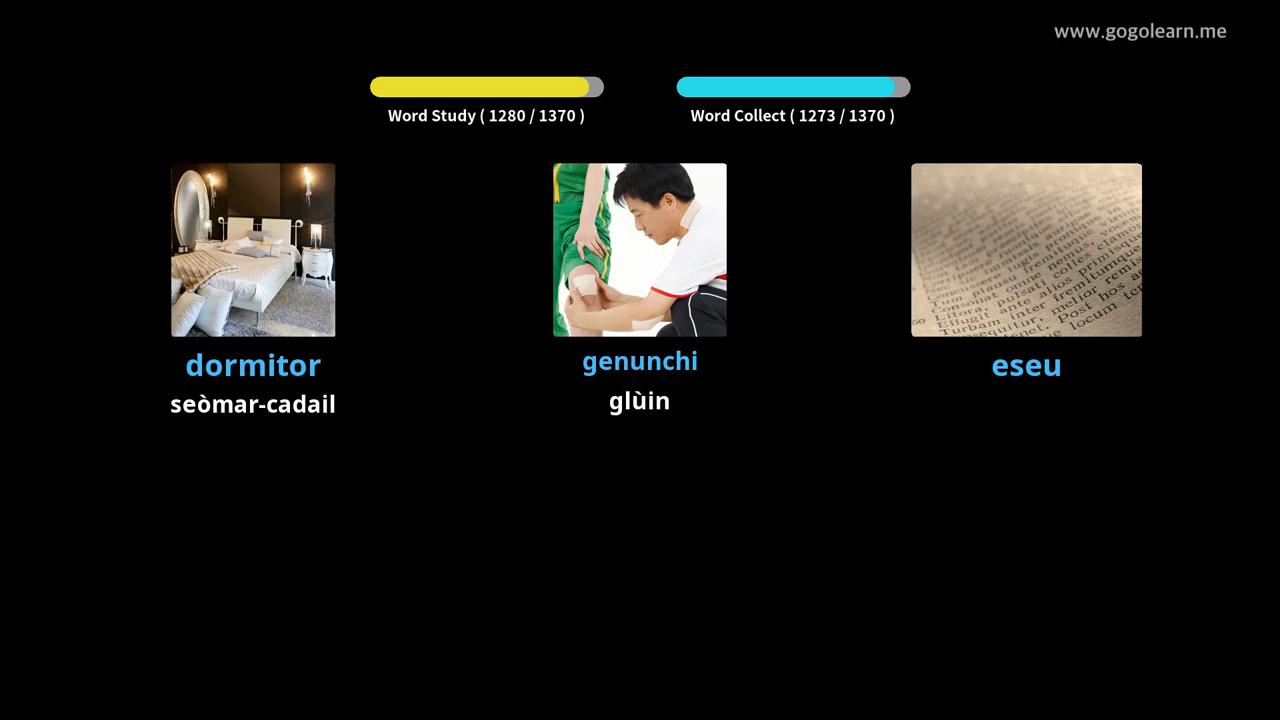 www.gogolearn.me
Word Study ( 1280 / 1370 )
Word Collect ( 1273 / 1370 )
dormitor
seòmar-cadail
genunchi
glùin
eseu